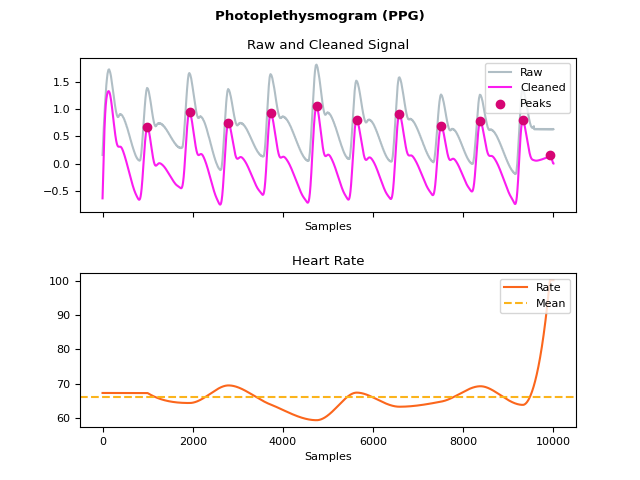 Photoplethysmogram (PPG)
Raw and Cleaned Signal
Raw
Cleaned
Peaks
1.5
1.0
0.5
0.0
−0.5
Samples
Heart Rate
Rate
Mean
100
90
80
70
60
0 2000 4000 6000 8000 10000
Samples